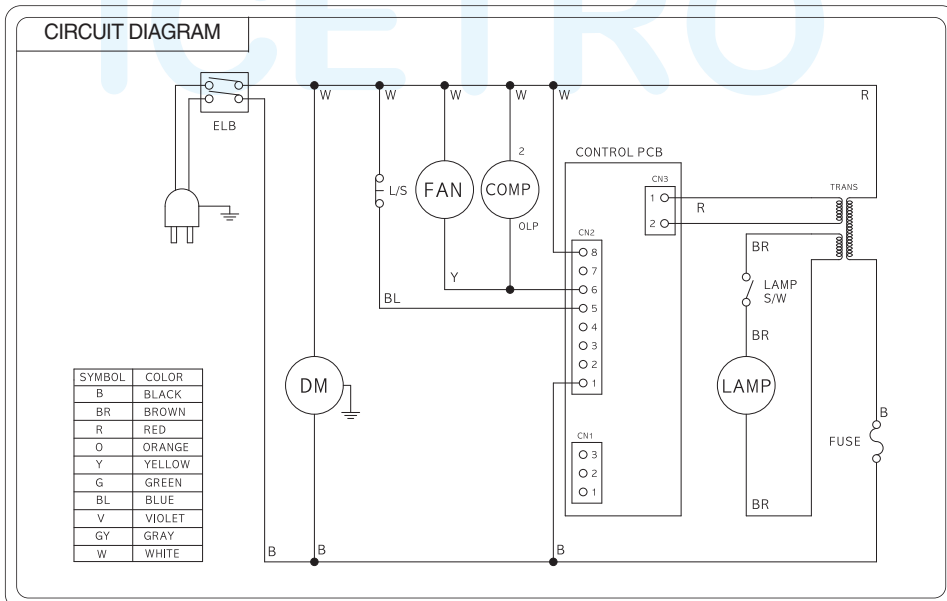 ICETRO
CIRCUIT DIAGRAM
W
W
W
W
W
R
ELB
2
CONTROL PCB
L/S
FAN
COMP
OLP
CN3
1
2
R
TRANS
CN2
8
7
6
5
4
3
2
1
Y
BL
BR
LAMP
S/W
BR
DM
LAMP
B
FUSE
CN1
3
2
1
BR
B
B
B
SYMBOL COLOR
B BLACK
BR BROWN
R RED
O ORANGE
Y YELLOW
G GREEN
BL BLUE
V VIOLET
GY GRAY
W WHITE